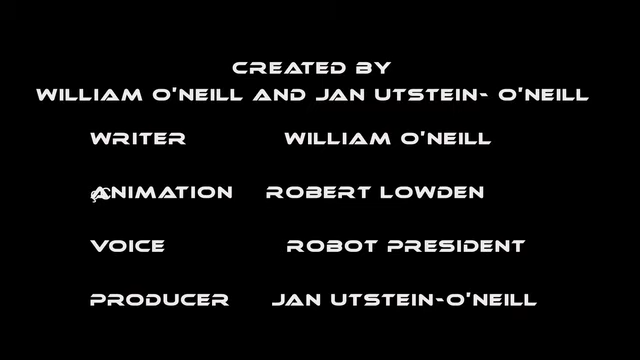 CREATED BY
WILLIAM O'NEILL AND JAN UTSTEIN- O'NEILL
WRITER WILLIAM O'NEILL
ANIMATION ROBERT LOWDEN
VOICE ROBOT PRESIDENT
PRODUCER JAN UTSTEIN-O'NEILL